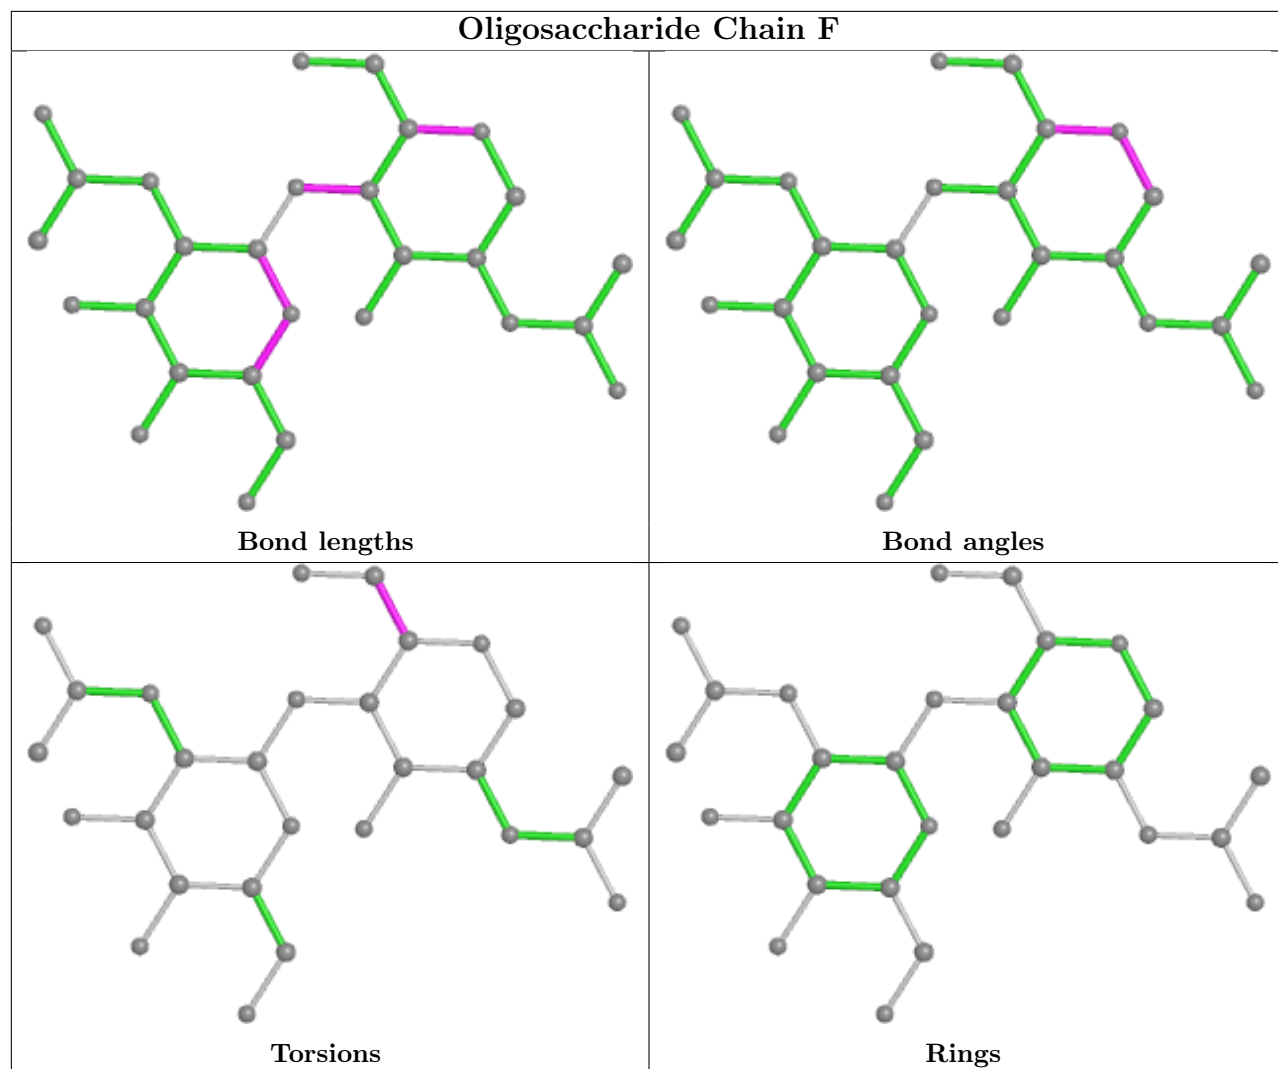 Oligosaccharide Chain F
Bond lengths
Bond angles
Torsions
Rings